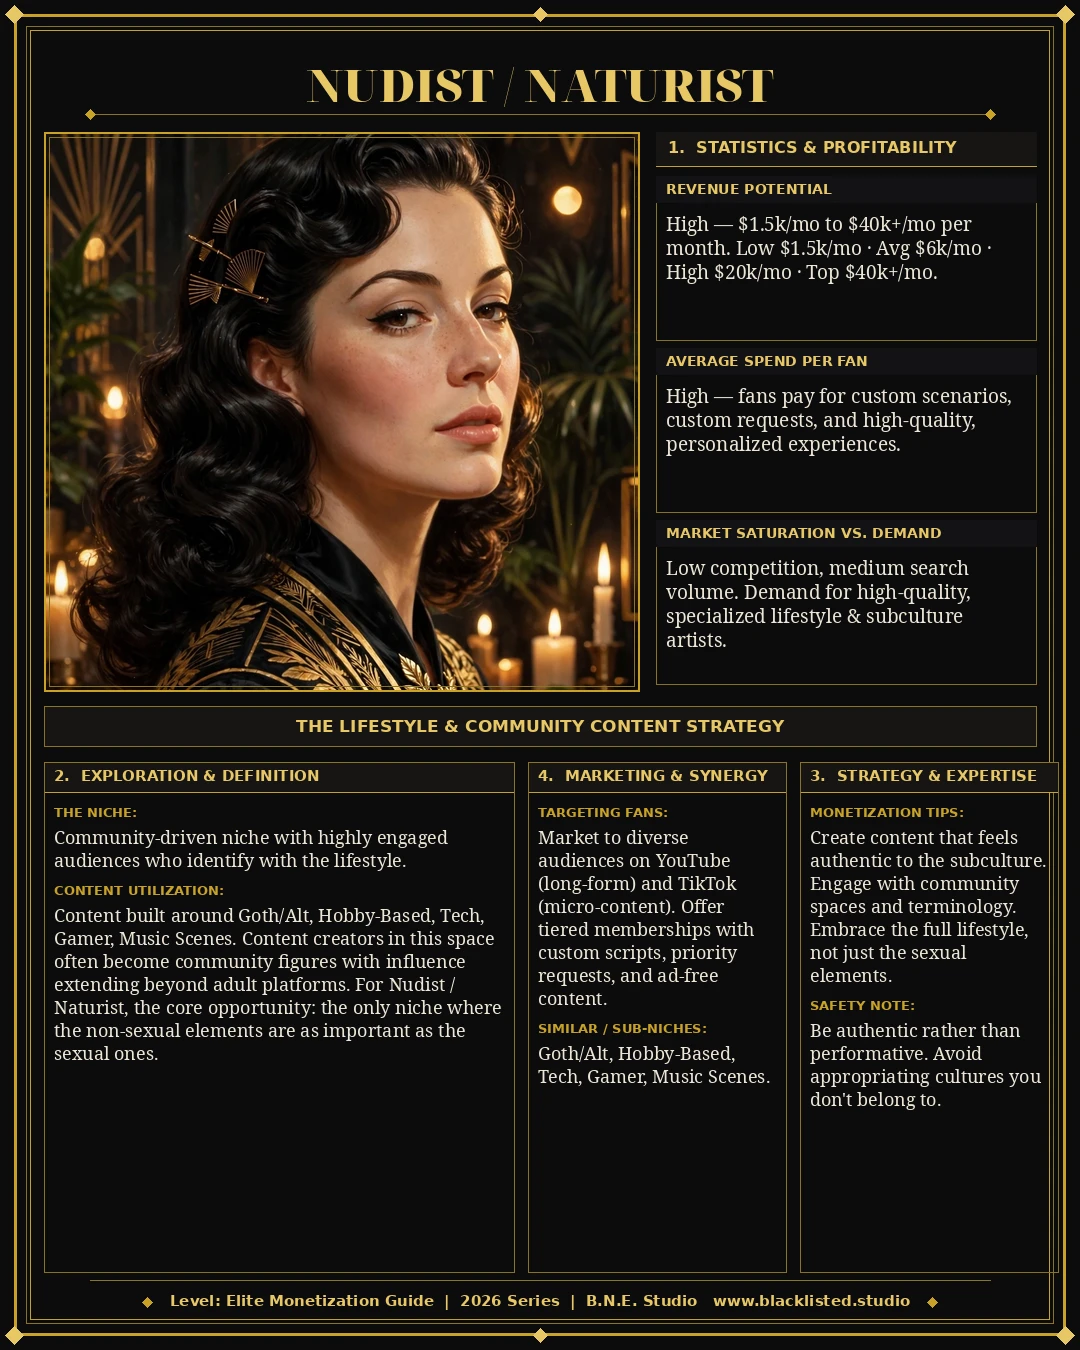 NUDIST / NATURIST
1. STATISTICS & PROFITABILITY
REVENUE POTENTIAL
High — $1.5k/mo to $40k+/mo per
month. Low $1.5k/mo · Avg $6k/mo ·
High $20k/mo · Top $40k+/mo.
AVERAGE SPEND PER FAN
High — fans pay for custom scenarios,
custom requests, and high-quality,
personalized experiences.
MARKET SATURATION VS. DEMAND
Low competition, medium search
volume. Demand for high-quality,
specialized lifestyle & subculture
artists.
THE LIFESTYLE & COMMUNITY CONTENT STRATEGY
2. EXPLORATION & DEFINITION
THE NICHE:
Community-driven niche with highly engaged
audiences who identify with the lifestyle.
CONTENT UTILIZATION:
Content built around Goth/Alt, Hobby-Based, Tech,
Gamer, Music Scenes. Content creators in this space
often become community figures with influence
extending beyond adult platforms. For Nudist /
Naturist, the core opportunity: the only niche where
the non-sexual elements are as important as the
sexual ones.
4. MARKETING & SYNERGY
TARGETING FANS:
Market to diverse
audiences on YouTube
(long-form) and TikTok
(micro-content). Offer
tiered memberships with
custom scripts, priority
requests, and ad-free
content.
SIMILAR / SUB-NICHES:
Goth/Alt, Hobby-Based,
Tech, Gamer, Music Scenes.
3. STRATEGY & EXPERTISE
MONETIZATION TIPS:
Create content that feels
authentic to the subculture.
Engage with community
spaces and terminology.
Embrace the full lifestyle,
not just the sexual
elements.
SAFETY NOTE:
Be authentic rather than
performative. Avoid
appropriating cultures you
don't belong to.
Level: Elite Monetization Guide | 2026 Series | B.N.E. Studio www.blacklisted.studio